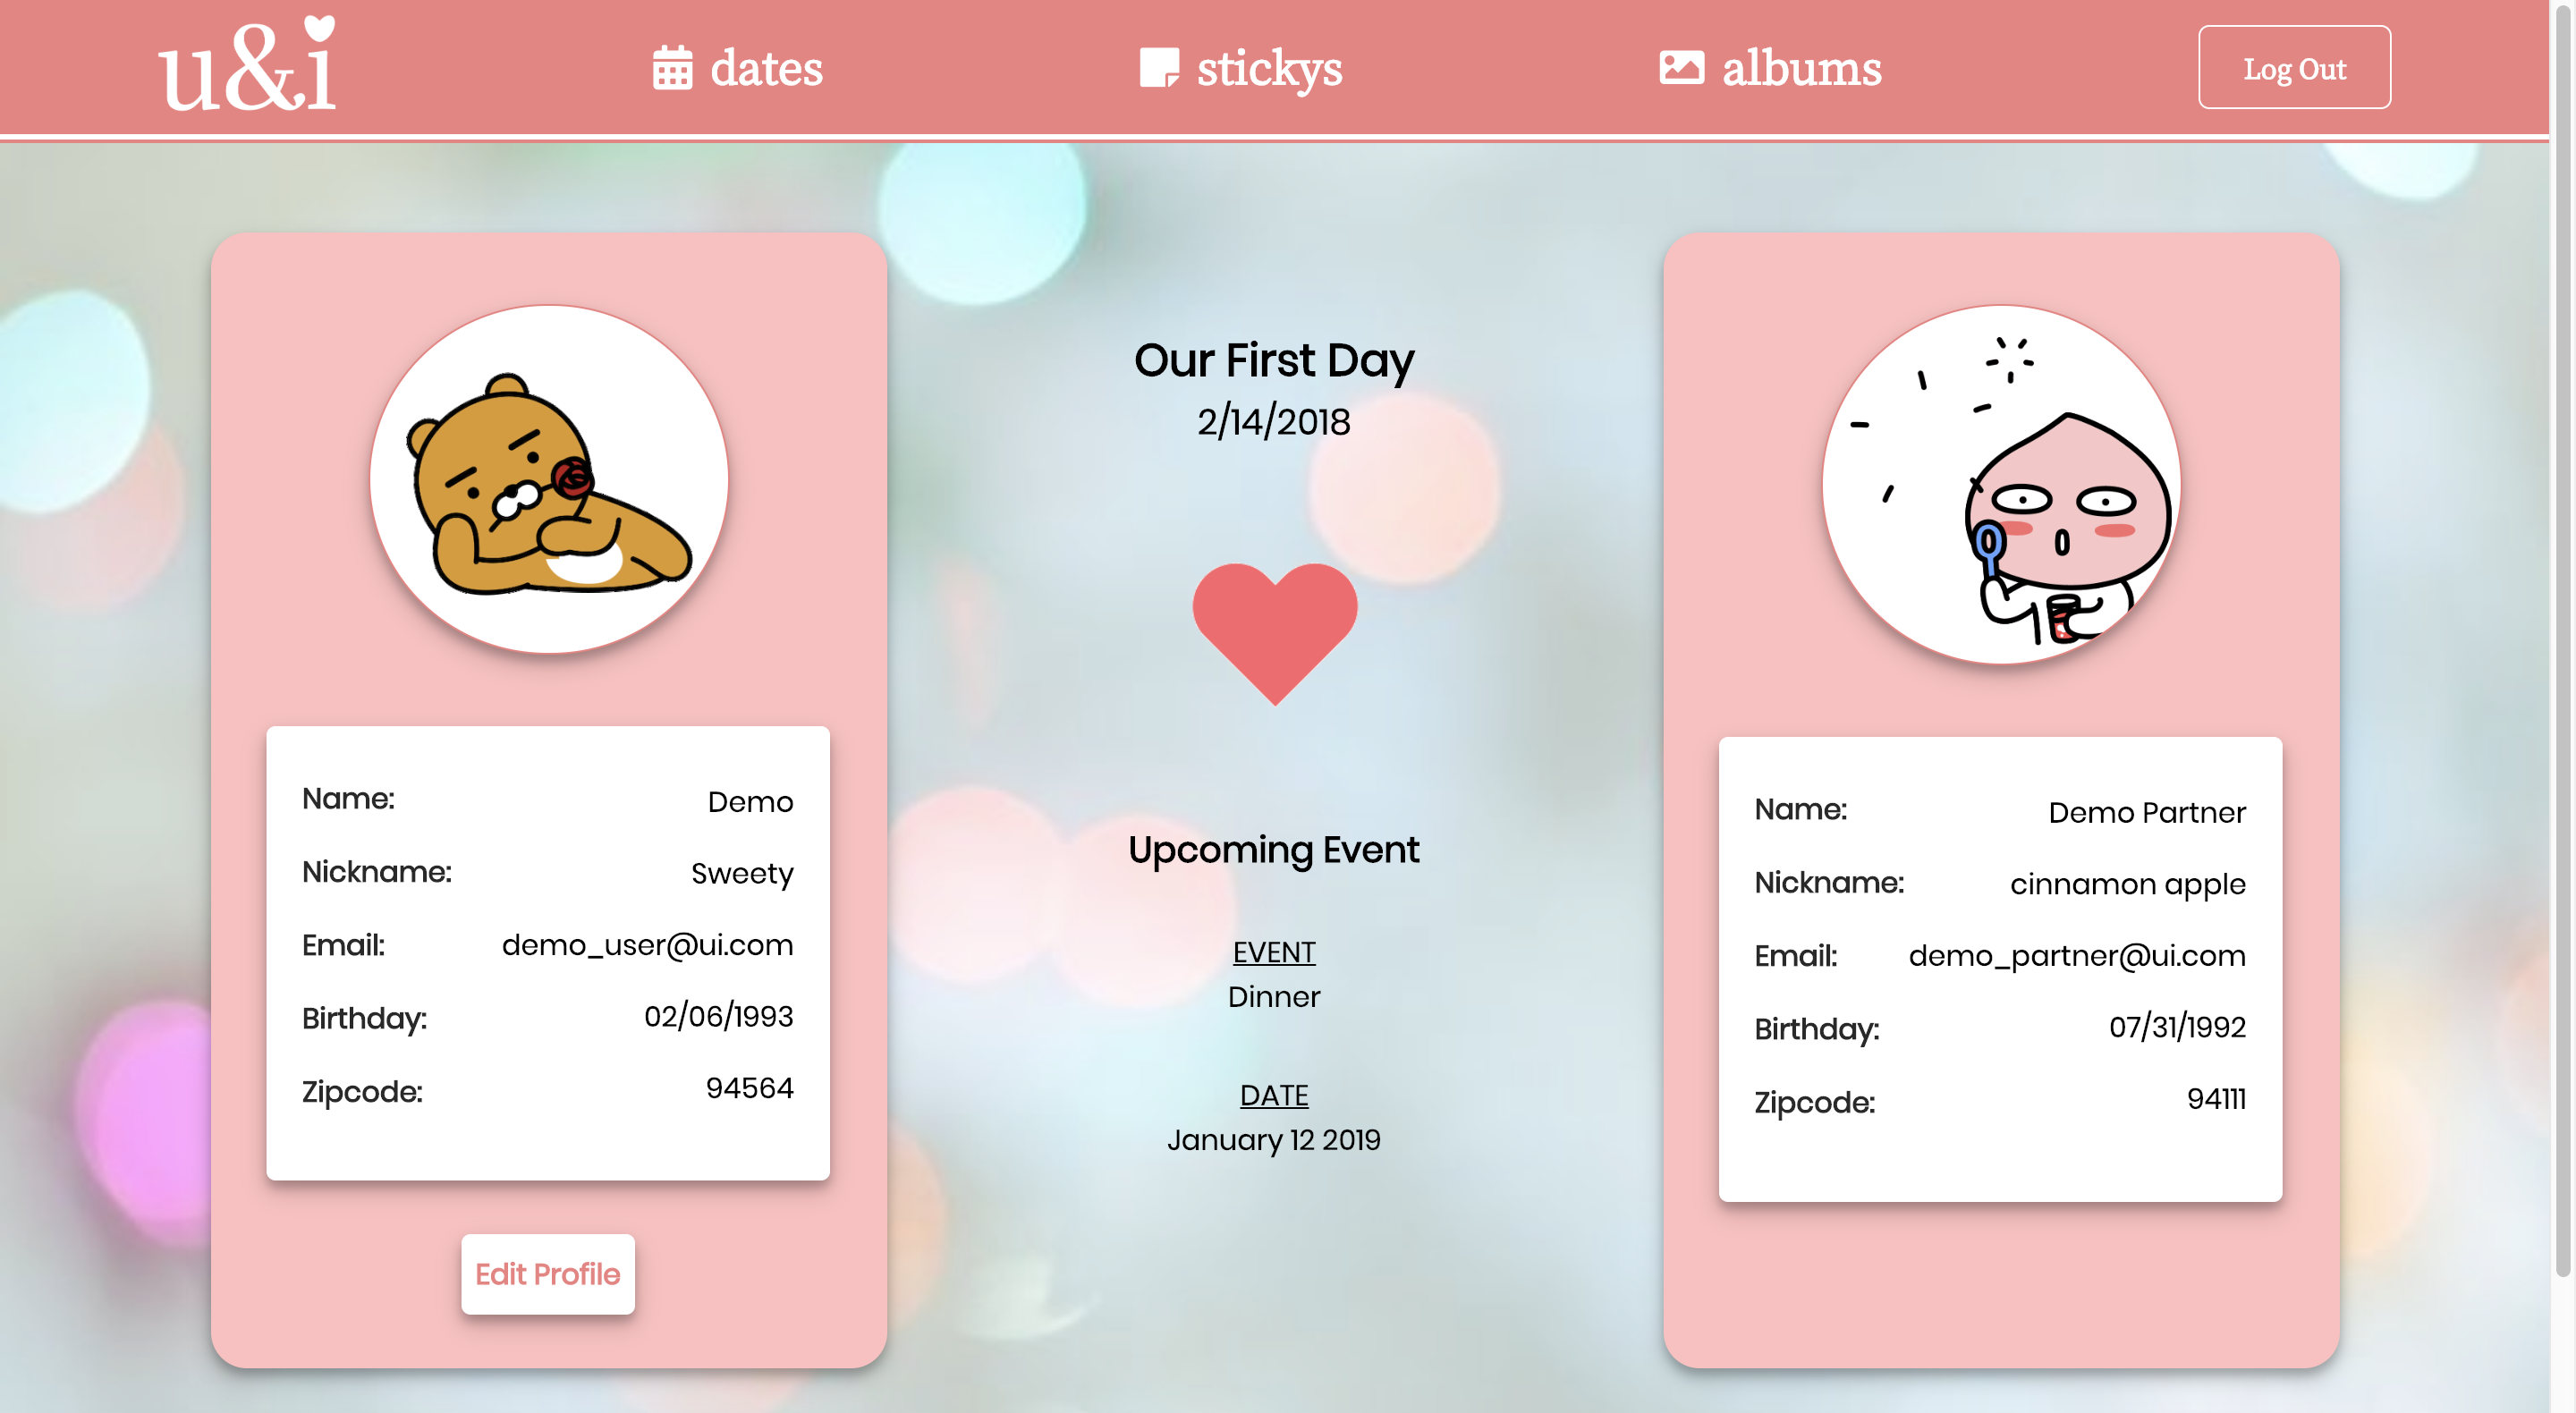 u&i
dates
stickys
albums
Log Out
Name: Demo
Nickname: Sweety
Email: demo_user@ui.com
Birthday: 02/06/1993
Zipcode: 94564
Edit Profile
Our First Day
2/14/2018
Upcoming Event
EVENT
Dinner
DATE
January 12 2019
Name: Demo Partner
Nickname: cinnamon apple
Email: demo_partner@ui.com
Birthday: 07/31/1992
Zipcode: 94111